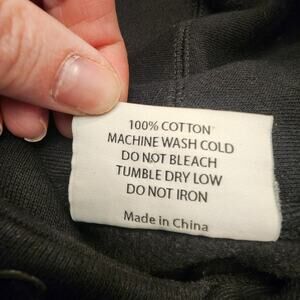 100% COTTON
MACHINE WASH COLD
DO NOT BLEACH
TUMBLE DRY LOW
DO NOT IRON
Made in China